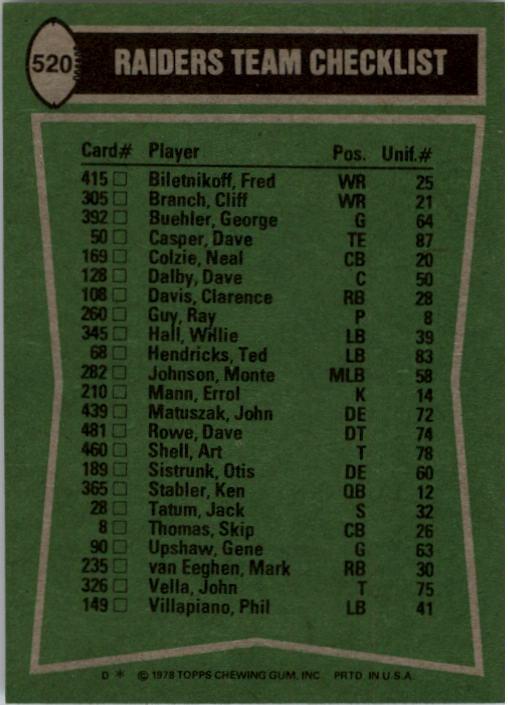 520 RAIDERS TEAM CHECKLIST
Card# Player Pos. Unif.#
415 □ Biletnikoff, Fred WR 25
305 □ Branch, Cliff WR 21
392 □ Buehler, George G 64
50 □ Casper, Dave TE 87
169 □ Colzie, Neal CB 20
128 □ Dalby, Dave C 50
108 □ Davis, Clarence RB 28
260 □ Guy, Ray P 8
345 □ Hall, Willie LB 39
68 □ Hendricks, Ted LB 83
282 □ Johnson, Monte MLB 58
210 □ Mann, Errol K 14
439 □ Matuszak, John DE 72
481 □ Rowe, Dave DT 74
460 □ Shell, Art T 78
189 □ Sistrunk, Otis DE 60
365 □ Stabler, Ken QB 12
28 □ Tatum, Jack S 32
8 □ Thomas, Skip CB 26
90 □ Upshaw, Gene G 63
235 □ van Eeghen, Mark RB 30
326 □ Vella, John T 75
149 □ Villapiano, Phil LB 41
D * © 1978 TOPPS CHEWING GUM, INC. PRTD. IN U.S.A.